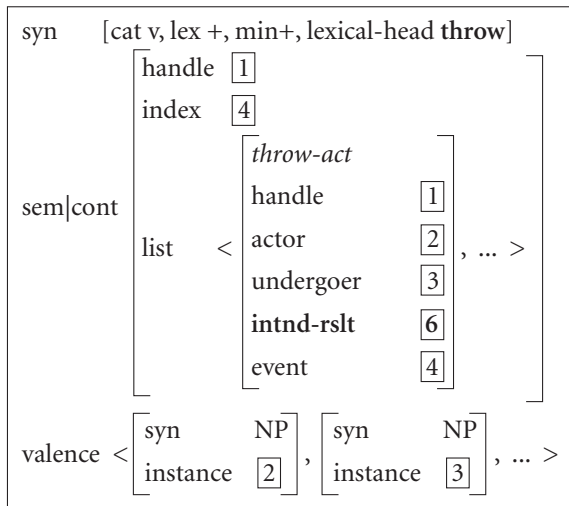 syn [cat v, lex +, min+, lexical-head throw]
handle 1
index 4
throw-act
handle 1
actor 2
sem|cont list < undergoer 3 , ... >
intnd-rslt 6
event 4
valence < syn NP , syn NP , ... >
instance 2 instance 3